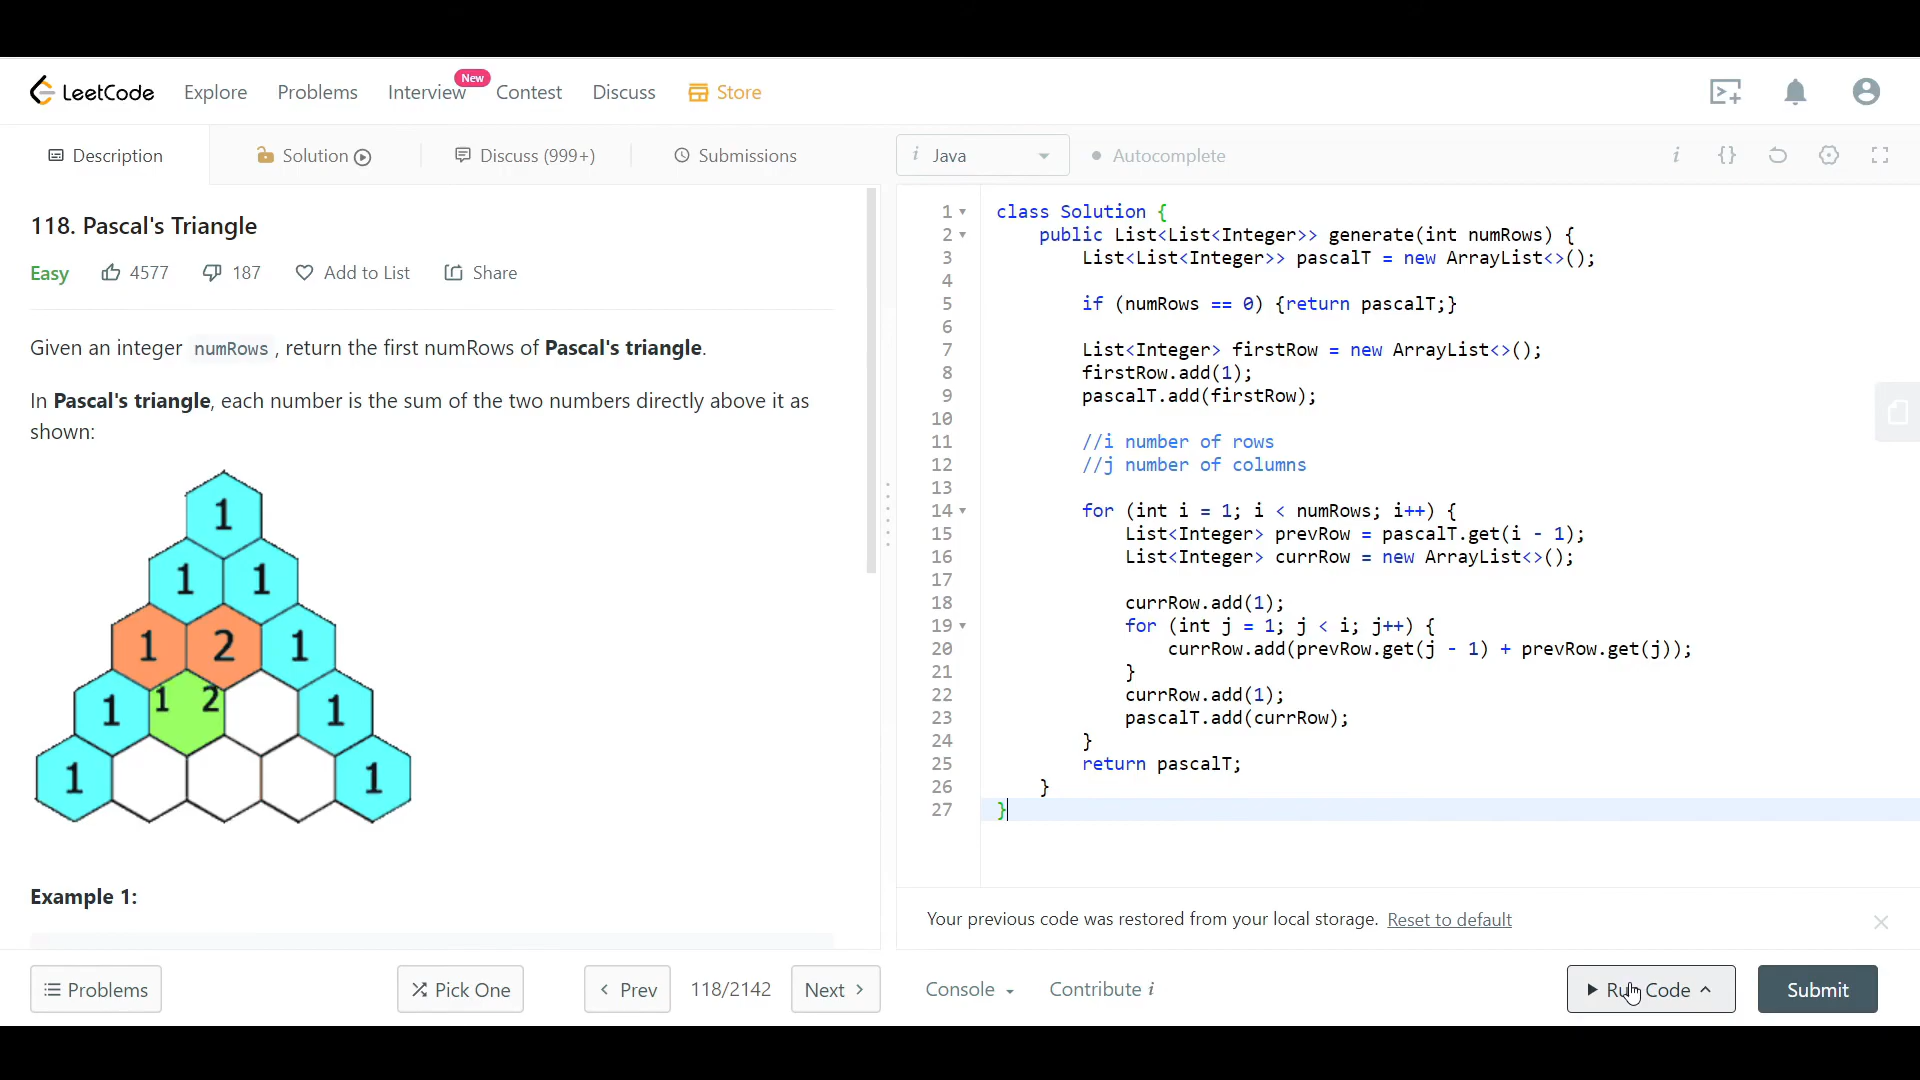 LeetCode Explore Problems Interview New Contest Discuss Store
Description Solution Discuss (999+) Submissions
118. Pascal's Triangle
Easy 4577 187 Add to List Share
Given an integer numRows , return the first numRows of Pascal's triangle.
In Pascal's triangle, each number is the sum of the two numbers directly above it as
shown:
1
1 1
1 2 1
1 1 2 1
1 1
Example 1:
Problems Pick One < Prev 118/2142 Next >
i Java Autocomplete i {}
1 class Solution {
2 public List<List<Integer>> generate(int numRows) {
3 List<List<Integer>> pascalT = new ArrayList<>();
4
5 if (numRows == 0) {return pascalT;}
6
7 List<Integer> firstRow = new ArrayList<>();
8 firstRow.add(1);
9 pascalT.add(firstRow);
10
11 //i number of rows
12 //j number of columns
13
14 for (int i = 1; i < numRows; i++) {
15 List<Integer> prevRow = pascalT.get(i - 1);
16 List<Integer> currRow = new ArrayList<>();
17
18 currRow.add(1);
19 for (int j = 1; j < i; j++) {
20 currRow.add(prevRow.get(j - 1) + prevRow.get(j));
21 }
22 currRow.add(1);
23 pascalT.add(currRow);
24 }
25 return pascalT;
26 }
27 }
Your previous code was restored from your local storage. Reset to default
Console Contribute i Run Code Submit